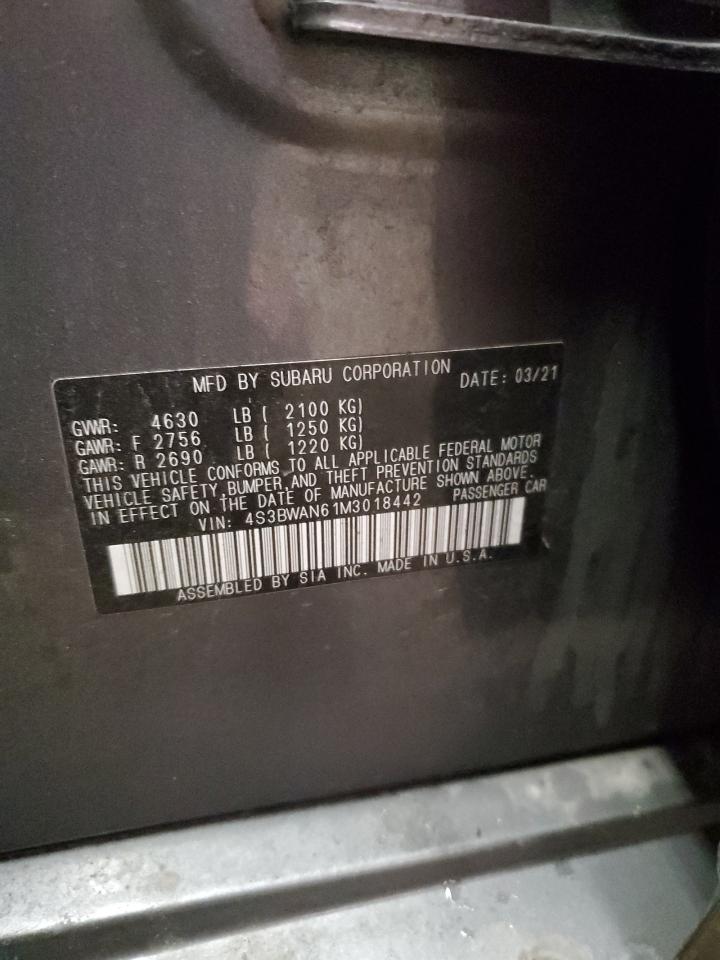 MFD BY SUBARU CORPORATION DATE: 03/21
GVWR: 4630 LB ( 2100 KG)
GAWR: F 2756 LB ( 1250 KG)
GAWR: R 2690 LB ( 1220 KG)
THIS VEHICLE CONFORMS TO ALL APPLICABLE FEDERAL MOTOR
VEHICLE SAFETY,BUMPER,AND THEFT PREVENTION STANDARDS
IN EFFECT ON THE DATE OF MANUFACTURE SHOWN ABOVE.
VIN: 4S3BWAN61M3018442 PASSENGER CAR
ASSEMBLED BY SIA INC. MADE IN U.S.A.